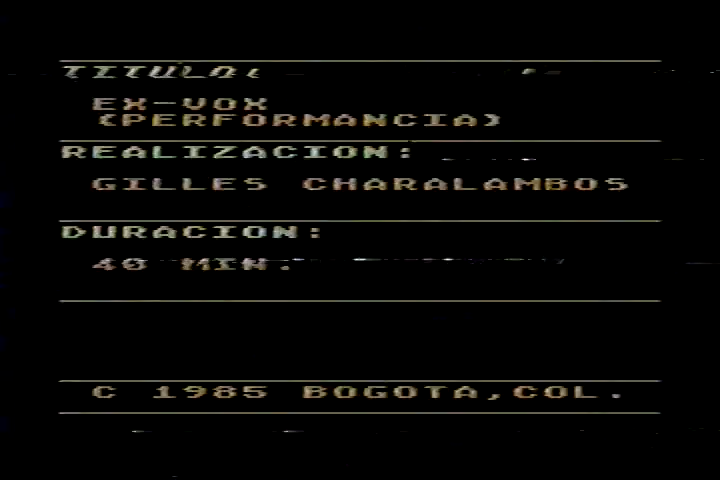 TITULO:
EX-VOX
(PERFORMANCIA)
REALIZACION:
GILLES CHARALAMBOS
DURACION:
40 MIN.
C 1985 BOGOTA,COL.